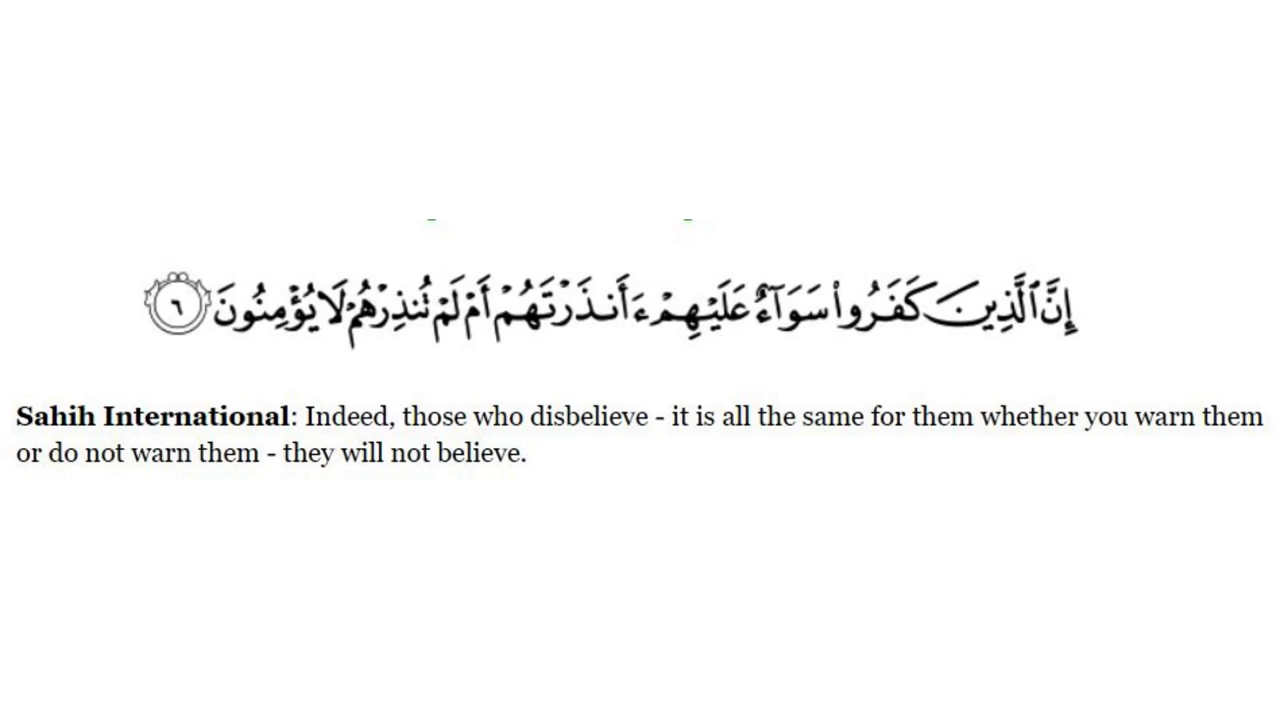 إِنَّ ٱلَّذِينَ كَفَرُوا۟ سَوَآءٌ عَلَيْهِمْ ءَأَنذَرْتَهُمْ أَمْ لَمْ تُنذِرْهُمْ لَا يُؤْمِنُونَ ٦
Sahih International: Indeed, those who disbelieve - it is all the same for them whether you warn them
or do not warn them - they will not believe.